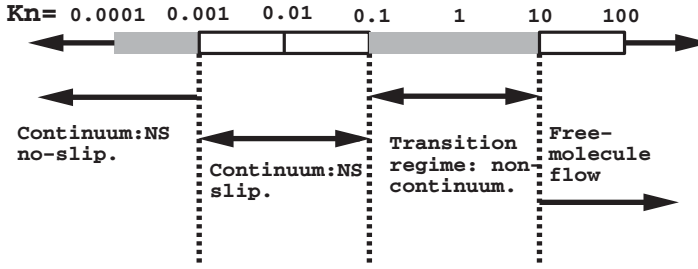 Kn= 0.0001 0.001 0.01 0.1 1 10 100
Continuum:NS
no-slip.
Continuum:NS
slip.
Transition
regime: non-
continuum.
Free-
molecule
flow